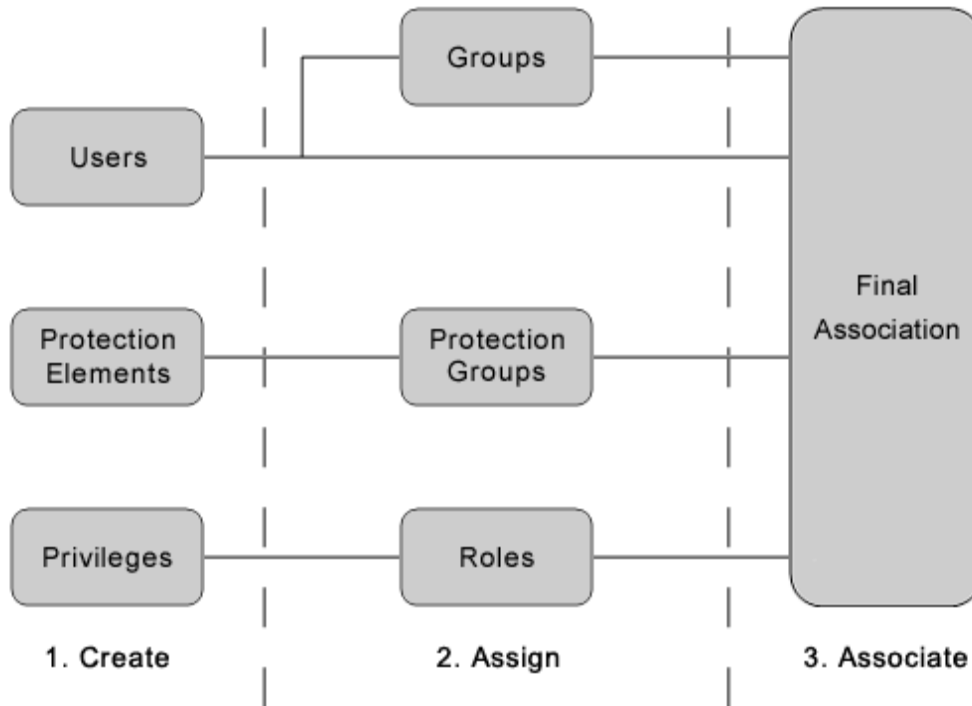 Groups
Users
Final
Association
Protection
Elements
Protection
Groups
Privileges
Roles
1. Create
2. Assign
3. Associate